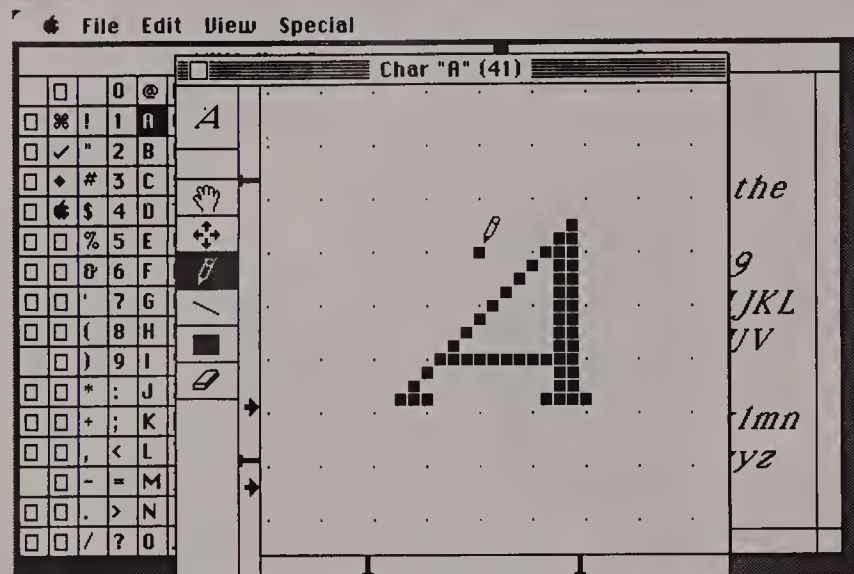 File Edit View Special
Char "A" (41)
0 @
! 1 A
" 2 B
# 3 C
$ 4 D
% 5 E
& 6 F
' 7 G
( 8 H
) 9 I
* : J
+ ; K
, < L
- = M
. > N
/ ? O
A
A
the
9
JKL
UV
lmn
yz